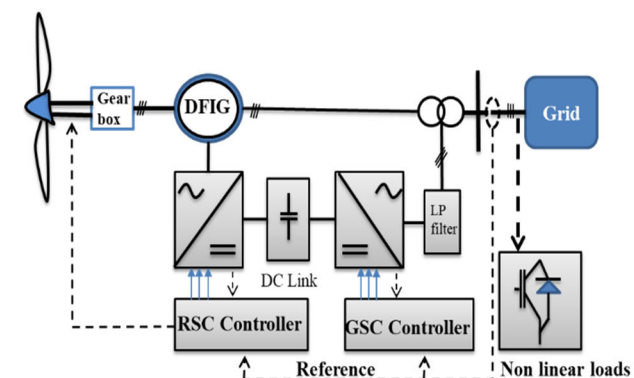 Gear
box
DFIG
Grid
LP
filter
DC Link
RSC Controller
GSC Controller
Reference
Non linear loads